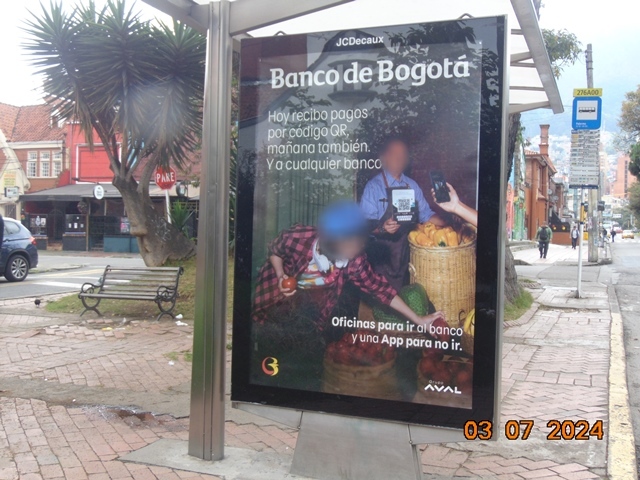 JCDecaux
Banco de Bogotá
Hoy recibo pagos
por código QR,
mañana también.
Y a cualquier banco
Oficinas para ir al banco
y una App para no ir.
Grupo
AVAL
PARE
276A00
03 07 2024